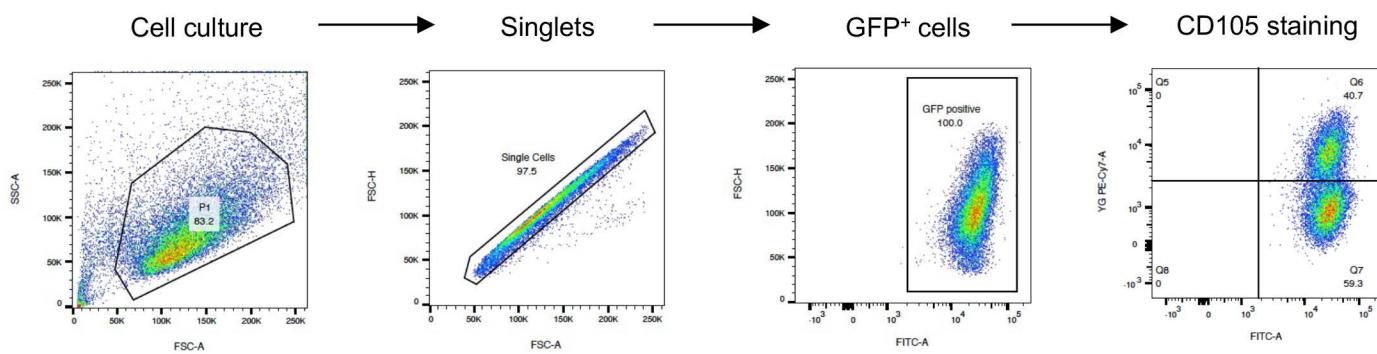 Cell culture
Singlets
GFP+ cells
CD105 staining
SSC-A
250K
200K
150K
100K
50K
0
P1
83.2
0
50K
100K
150K
200K
250K
FSC-A
FSC-H
250K
200K
150K
100K
50K
0
Single Cells
97.5
0
50K
100K
150K
200K
250K
FSC-A
FSC-H
250K
200K
150K
100K
50K
0
GFP positive
100.0
-10³
0
10³
10⁴
10⁵
FITC-A
YG PE-Cy7-A
10⁵
10⁴
10³
0
-10³
Q5
0
Q6
40.7
Q8
0
Q7
59.3
-10³
0
10³
10⁴
10⁵
FITC-A